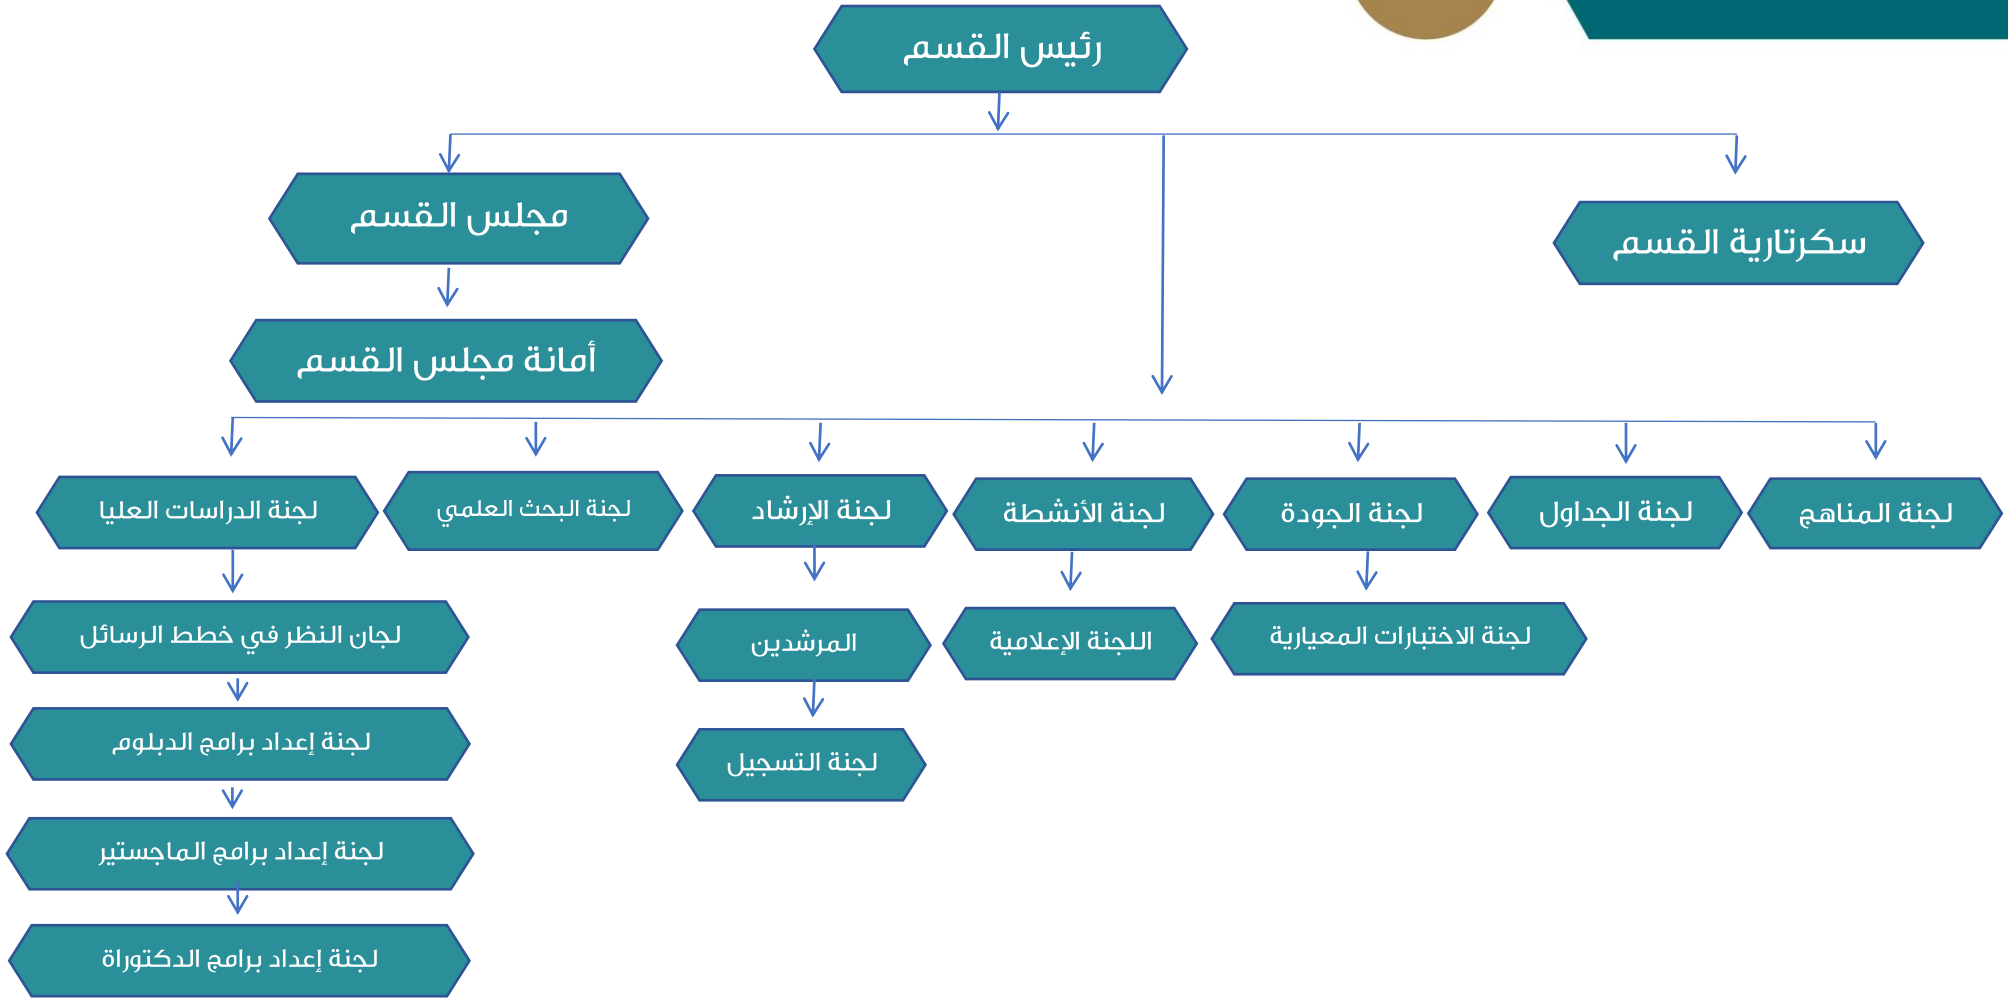 رئيس القسم
سكرتارية القسم
مجلس القسم
أمانة مجلس القسم
لجنة المناهج
لجنة الجداول
لجنة الجودة
لجنة الأنشطة
لجنة الإرشاد
لجنة البحث العلمي
لجنة الدراسات العليا
لجنة الاختبارات المعيارية
اللجنة الإعلامية
المرشدين
لجان النظر في خطط الرسائل
لجنة التسجيل
لجنة إعداد برامج الدبلوم
لجنة إعداد برامج الماجستير
لجنة إعداد برامج الدكتوراة